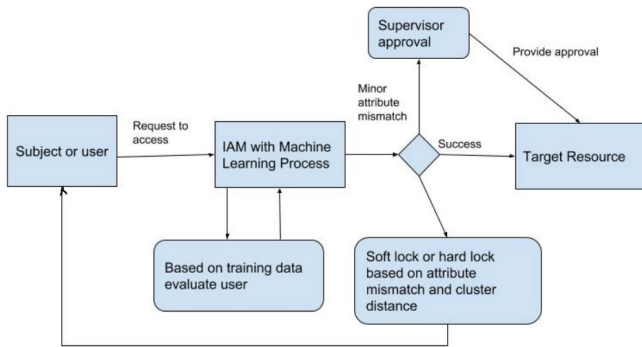 Supervisor
approval
Provide approval
Minor
attribute
mismatch
Request to
access
Subject or user
IAM with Machine
Learning Process
Success
Target Resource
Based on training data
evaluate user
Soft lock or hard lock
based on attribute
mismatch and cluster
distance